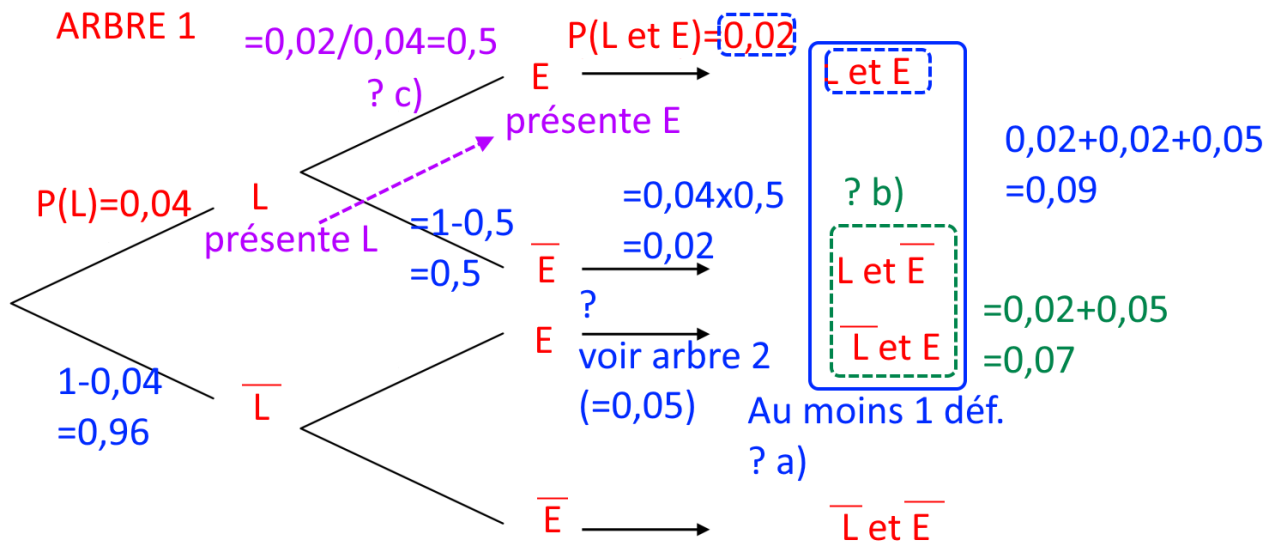 ARBRE 1
=0,02/0,04=0,5
P(L et E)=0,02
? c)
E
L et E
présente E
0,02+0,02+0,05
=0,09
P(L)=0,04
L
présente L
=1-0,5
=0,5
=0,04x0,5
=0,02
? b)
E̅
L et E̅
?
E
voir arbre 2
(=0,05)
L̅ et E
=0,02+0,05
=0,07
1-0,04
=0,96
L̅
Au moins 1 déf.
? a)
E̅
L̅ et E̅